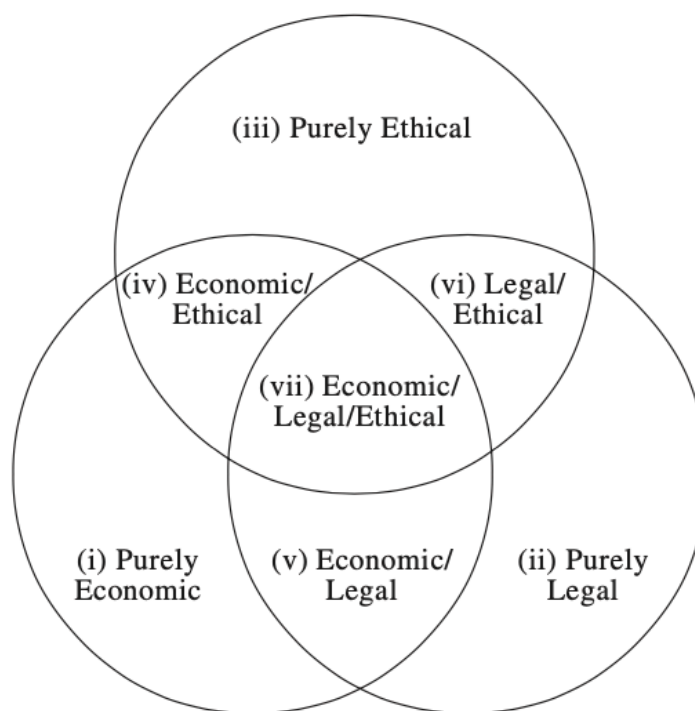 (iii) Purely Ethical
(iv) Economic/
Ethical
(vi) Legal/
Ethical
(vii) Economic/
Legal/Ethical
(i) Purely
Economic
(v) Economic/
Legal
(ii) Purely
Legal